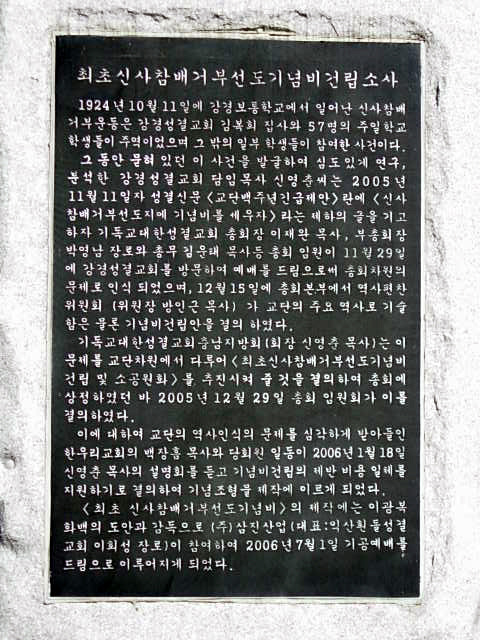 최초신사참배거부선도기념비건립소사
1924년 10월 11일에 강경보통학교에서 일어난 신사참배
거부운동은 강경성결교회 김복희 집사와 57명의 주일학교
학생들이 주역이었으며 그 밖의 일부 학생들이 참여한 사건이다.
그 동안 묻혀 있던 이 사건을 발굴하여 심도있게 연구,
분석한 강경성결교회 담임목사 신영춘씨는 2005년
11월 11일자 성결신문 <교단백주년긴급제안>란에 <신사
참배거부선도지에 기념비를 세우자>라는 제하의 글을 기고
하자 기독교대한성결교회 총회장 이재완 목사, 부총회장
박영남 장로와 총무 김운태 목사등 총회 임원이 11월 29일
에 강경성결교회를 방문하여 예배를 드림으로써 총회차원의
문제로 인식 되었으며, 12월 15일에 총회본부에서 역사편찬
위원회 (위원장 방인근 목사) 가 교단의 주요 역사로 기술
함은 물론 기념비건립안을 결의 하였다.
기독교대한성결교회충남지방회(회장 신영춘 목사)는 이
문제를 교단차원에서 다루어 <최초신사참배거부선도기념비
건립 및 소공원화>를 추진시켜 줄 것을 결의하여 총회에
상정하였던 바 2005년 12월 29일 총회 임원회가 이를
결의하였다.
이에 대하여 교단의 역사인식의 문제를 심각하게 받아들인
한우리교회의 백장흠 목사와 당회원 일동이 2006년 1월 18일
신영춘 목사의 설명회를 듣고 기념비건립의 제반 비용 일체를
지원하기로 결의하여 기념조형물 제작에 이르게 되었다.
<최초 신사참배거부선도기념비>의 제작에는 이광복
화백의 도안과 감독으로 (주)삼진산업(대표:익산흰돌성결
교회 이회성 장로)이 참여하여 2006년 7월 1일 기공예배를
드림으로 이루어지게 되었다.